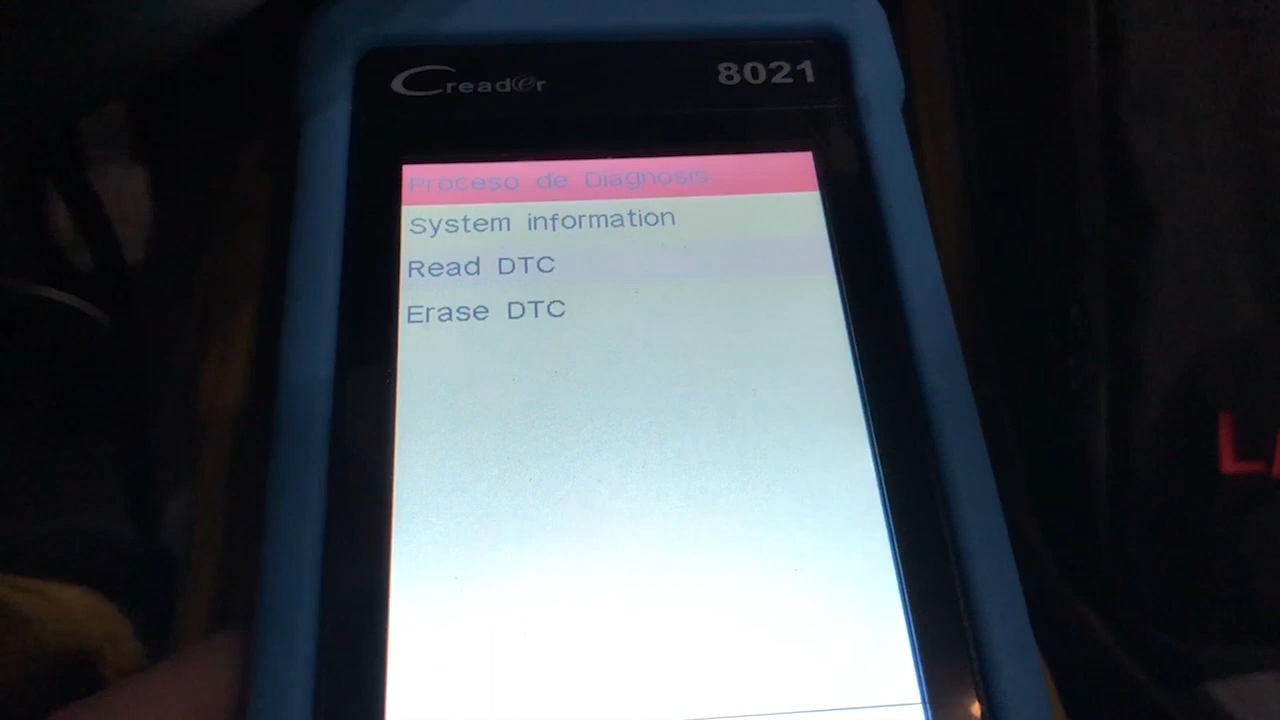 Creader
8021
Proceso de Diagnosis
System information
Read DTC
Erase DTC